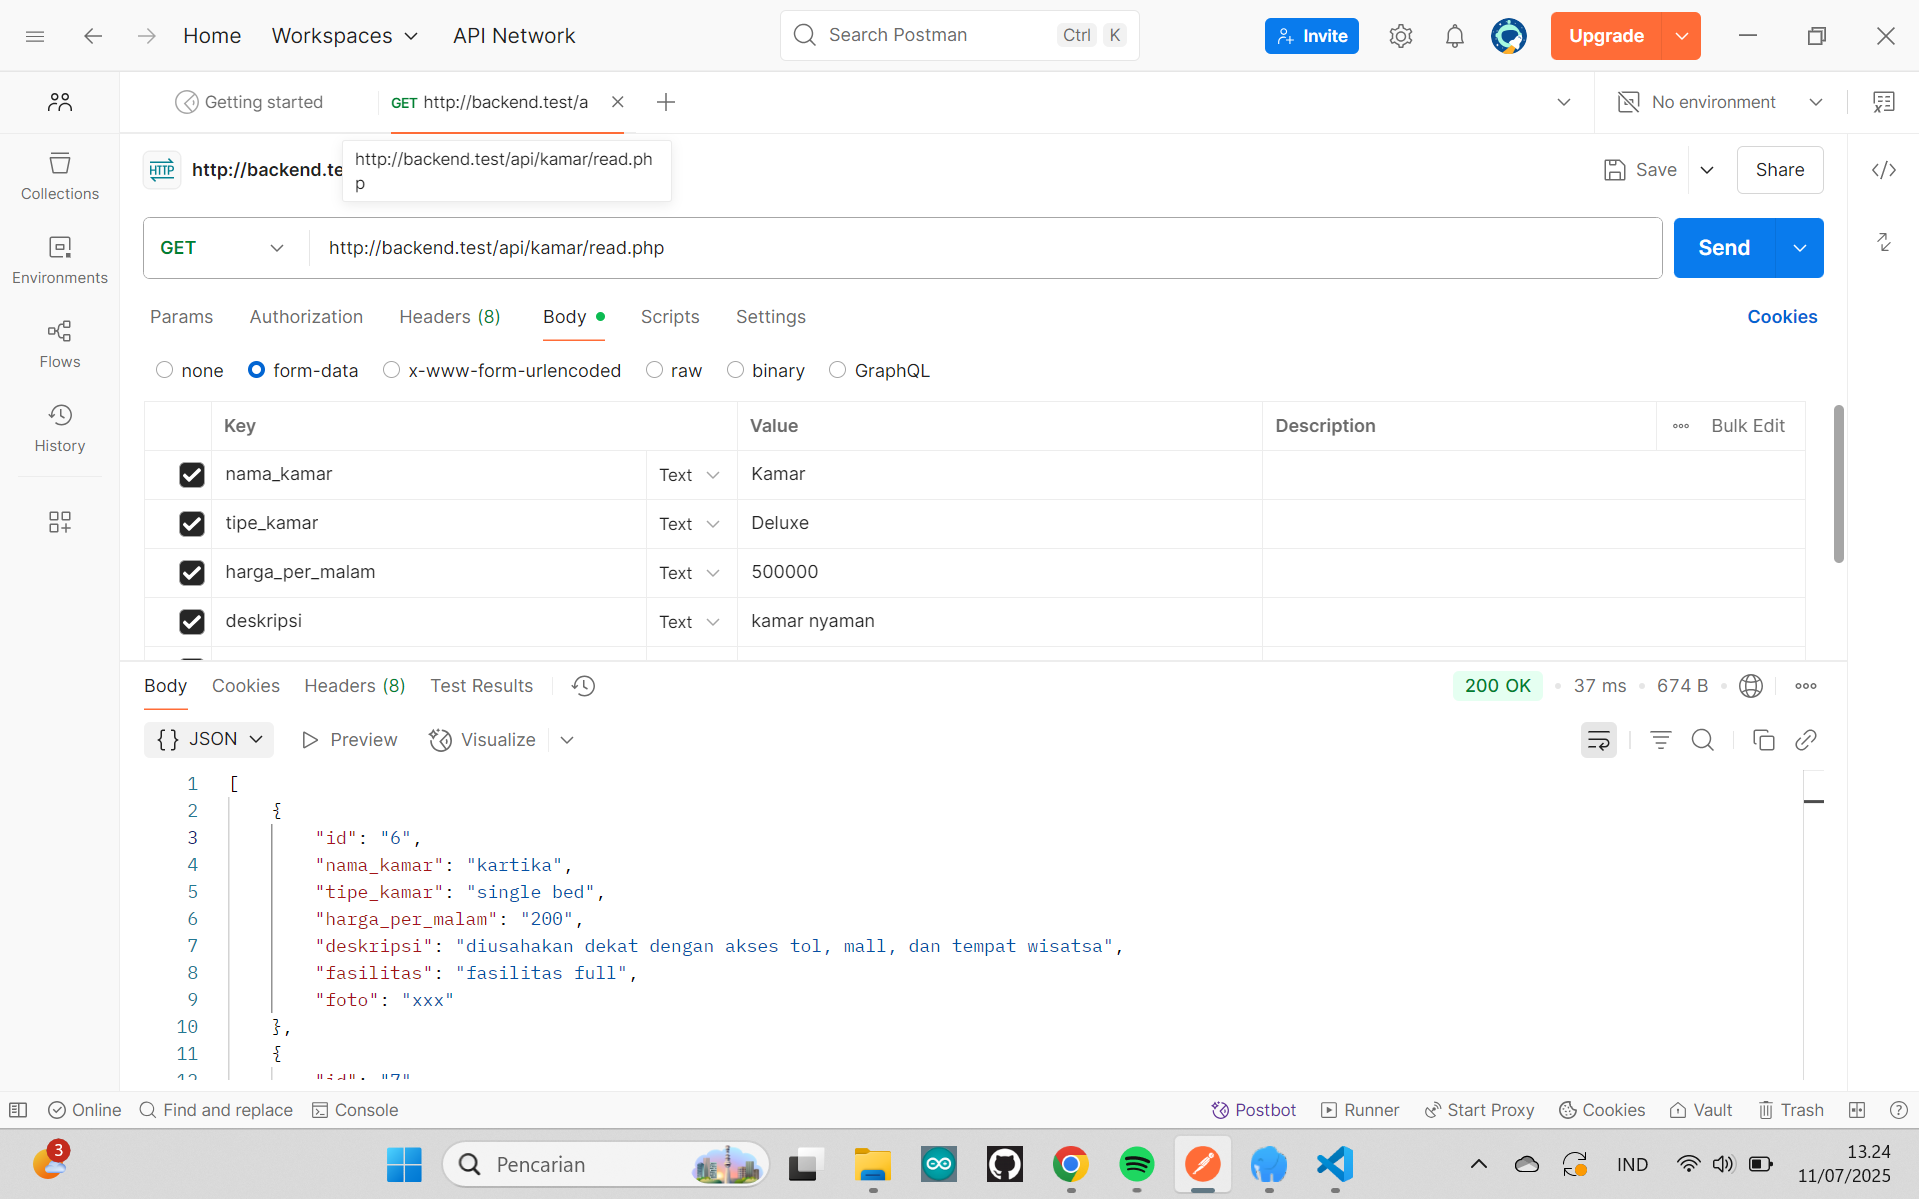 Home Workspaces API Network Search Postman Ctrl K Invite Upgrade
Getting started GET http://backend.test/a No environment
http://backend.te Save Share
http://backend.test/api/kamar/read.ph
p
Collections
Environments
Flows
History
GET http://backend.test/api/kamar/read.php Send
Params Authorization Headers (8) Body Scripts Settings Cookies
none form-data x-www-form-urlencoded raw binary GraphQL
Key Value Description Bulk Edit
nama_kamar Text Kamar
tipe_kamar Text Deluxe
harga_per_malam Text 500000
deskripsi Text kamar nyaman
Body Cookies Headers (8) Test Results 200 OK 37 ms 674 B
{} JSON Preview Visualize
1 [
2 {
3 "id": "6",
4 "nama_kamar": "kartika",
5 "tipe_kamar": "single bed",
6 "harga_per_malam": "200",
7 "deskripsi": "diusahakan dekat dengan akses tol, mall, dan tempat wisatsa",
8 "fasilitas": "fasilitas full",
9 "foto": "xxx"
10 },
11 {
12 "id": "7"
Online Find and replace Console Postbot Runner Start Proxy Cookies Vault Trash
3 Pencarian IND 13.24
11/07/2025